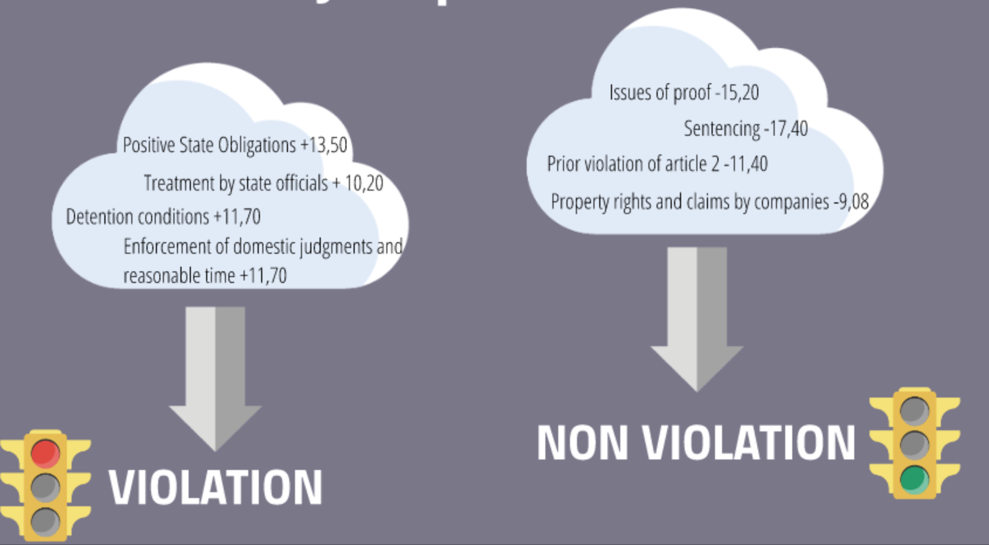 Positive State Obligations +13,50
Treatment by state officials + 10,20
Detention conditions +11,70
Enforcement of domestic judgments and
reasonable time +11,70
VIOLATION
Issues of proof -15,20
Sentencing -17,40
Prior violation of article 2 -11,40
Property rights and claims by companies -9,08
NON VIOLATION